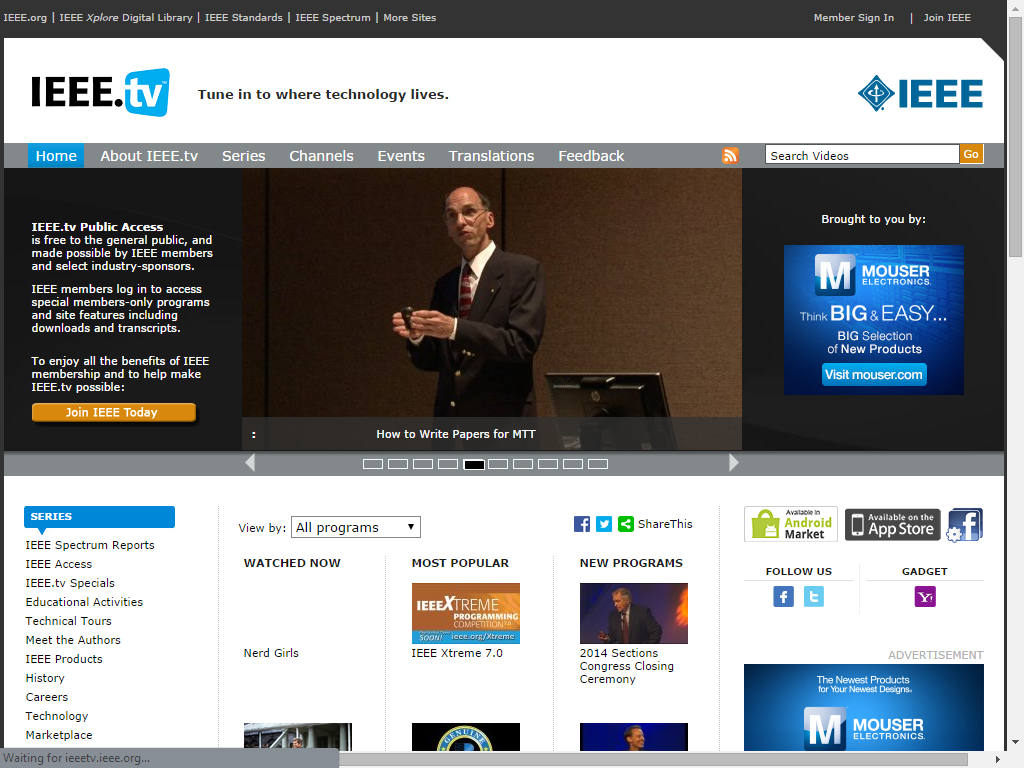 IEEE.org | IEEE Xplore Digital Library | IEEE Standards | IEEE Spectrum | More Sites
Member Sign In | Join IEEE
IEEE.tv
Tune in to where technology lives.
IEEE
Home About IEEE.tv Series Channels Events Translations Feedback
Search Videos
Go
IEEE.tv Public Access
is free to the general public, and
made possible by IEEE members
and select industry-sponsors.
IEEE members log in to access
special members-only programs
and site features including
downloads and transcripts.
To enjoy all the benefits of IEEE
membership and to help make
IEEE.tv possible:
Join IEEE Today
: How to Write Papers for MTT
Brought to you by:
M MOUSER
ELECTRONICS
Think BIG & EASY...
BIG Selection
of New Products
Visit mouser.com
SERIES
IEEE Spectrum Reports
IEEE Access
IEEE.tv Specials
Educational Activities
Technical Tours
Meet the Authors
IEEE Products
History
Careers
Technology
Marketplace
View by: All programs
ShareThis
WATCHED NOW
Nerd Girls
MOST POPULAR
IEEEXTREME
PROGRAMMING
COMPETITION 7.0
SOON! ieee.org/Xtreme
IEEE Xtreme 7.0
GENUINE
NEW PROGRAMS
2014 Sections
Congress Closing
Ceremony
Available in
Android
Market
Available on the
App Store
FOLLOW US
GADGET
Y!
ADVERTISEMENT
The Newest Products
for Your Newest Designs.
M MOUSER
ELECTRONICS
Waiting for ieeetv.ieee.org...